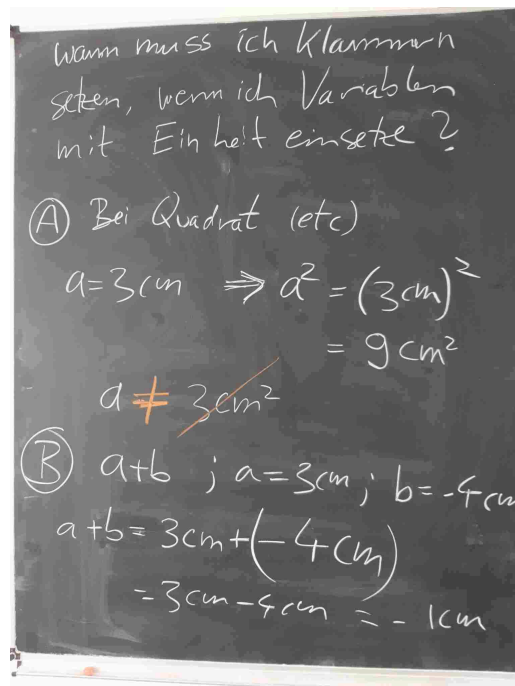 wann muss ich Klammern
setzen, wenn ich Variablen
mit Einheit einsetze?
Ⓐ Bei Quadrat (etc)
a=3cm ⇒ a² = (3cm)²
= 9cm²
a ≠ 3cm²
Ⓑ a+b ; a=3cm; b=-4cm
a+b= 3cm+(-4cm)
=3cm-4cm = -1cm